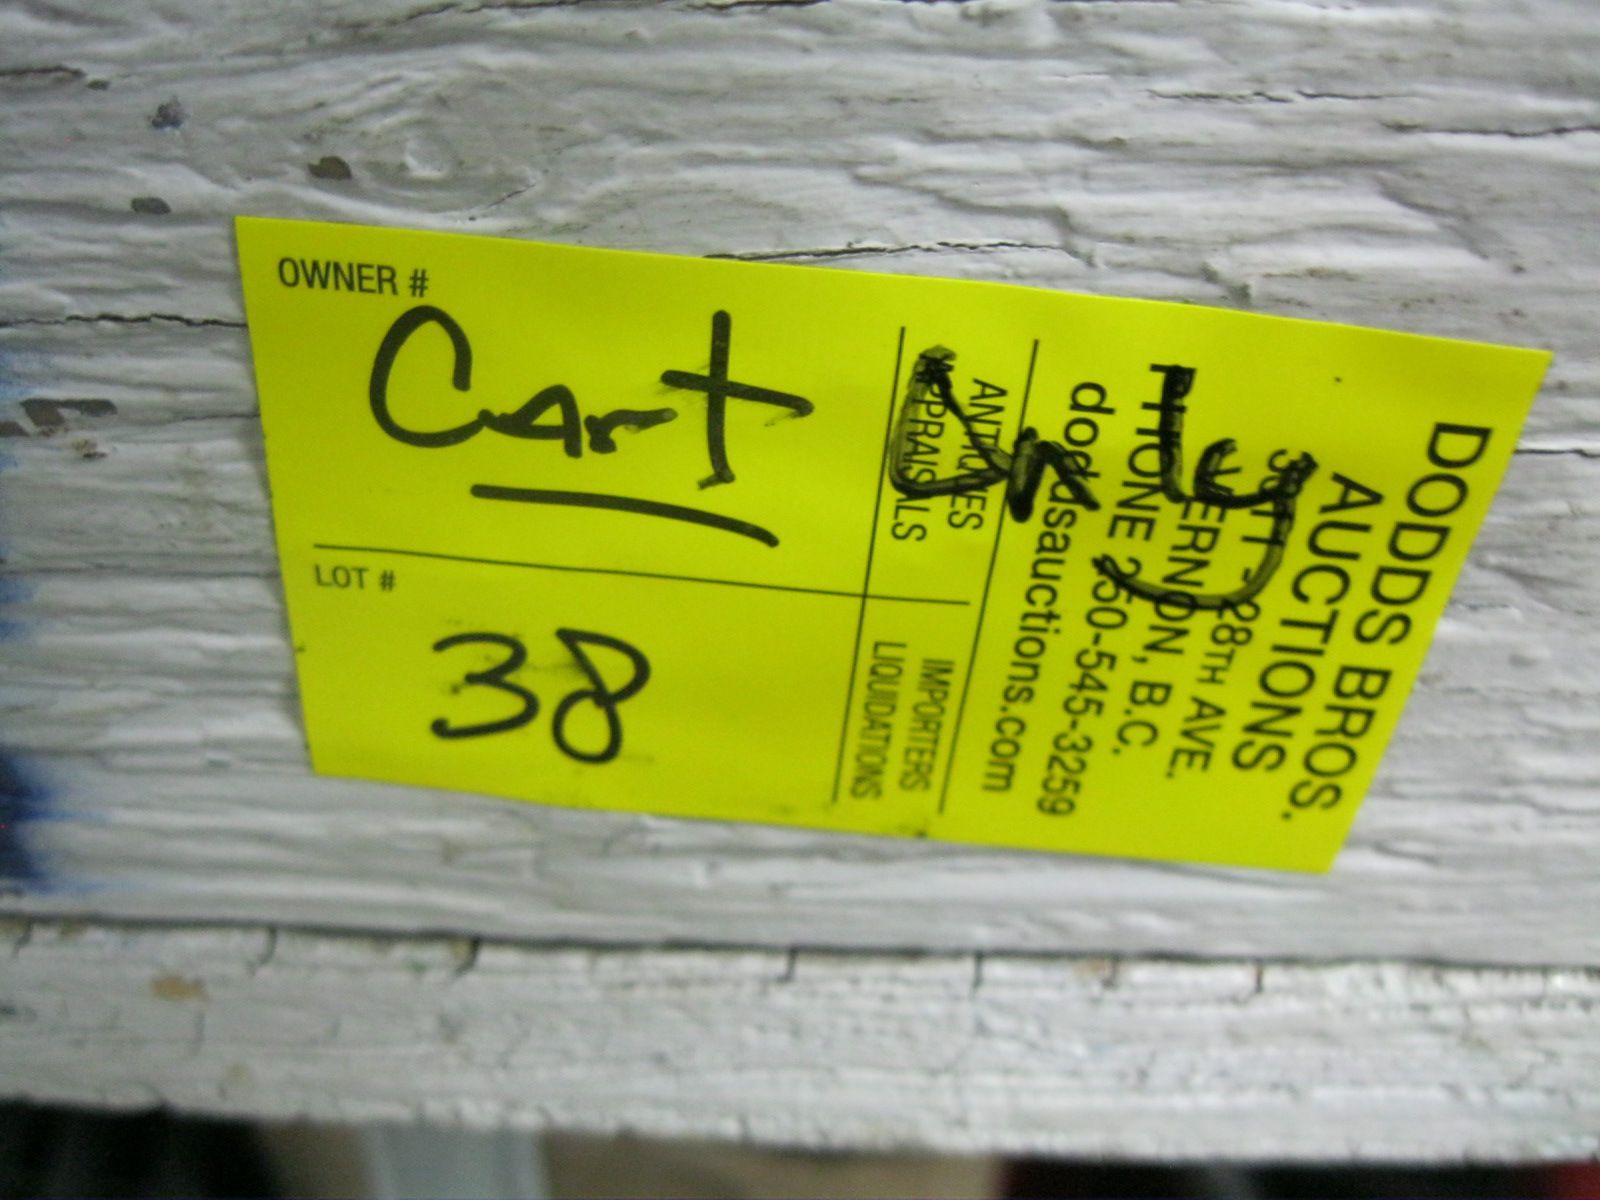 OWNER #
Cart Only
LOT #
38
ANTIQUES
APPRAISALS
IMPORTERS
LIQUIDATIONS
DODDS BROS.
AUCTIONS
28TH AVE.
VERNON, B.C.
PHONE 250-545-3259
doddsauctions.com